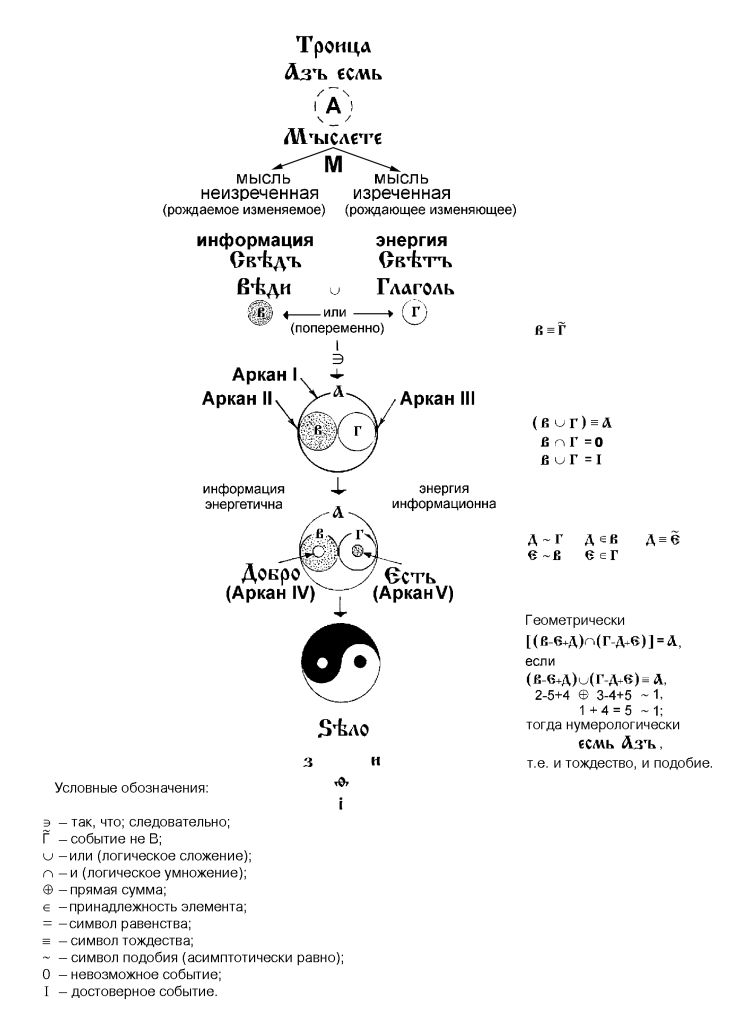 Троица
Азъ есмь
А
Мыслете
М
мысль неизреченная
(рождаемое изменяемое)
мысль изреченная
(рождающее изменяющее)
информация
Свѣдъ
Вѣди
энергия
Свѣтъ
Глаголь
∪
В
или
(попеременно)
Г
В ≡ Г̃
∋
Аркан I
Аркан II
Аркан III
А
В
Г
(В ∪ Г) ≡ А
В ∩ Г = 0
В ∪ Г = I
информация
энергетична
энергия
информационна
А
В
Г
Д ~ Г Д ∈ В Д ≡ Є̃
Є ~ В Є ∈ Г
Добро
(Аркан IV)
Єсть
(Аркан V)
Геометрически
[(В-Є+Д)∩(Г-Д+Є)] = А,
если
(В-Є+Д)∪(Г-Д+Є) ≡ А,
2-5+4 ⊕ 3-4+5 ~ 1,
1 + 4 = 5 ~ 1;
тогда нумерологически
есмь Азъ,
т.е. и тождество, и подобие.
Ѕѣло
з и
,о,
i
Условные обозначения:
∋ – так, что; следовательно;
Г̃ – событие не В;
∪ – или (логическое сложение);
∩ – и (логическое умножение);
⊕ – прямая сумма;
∈ – принадлежность элемента;
= – символ равенства;
≡ – символ тождества;
~ – символ подобия (асимптотически равно);
0 – невозможное событие;
I – достоверное событие.